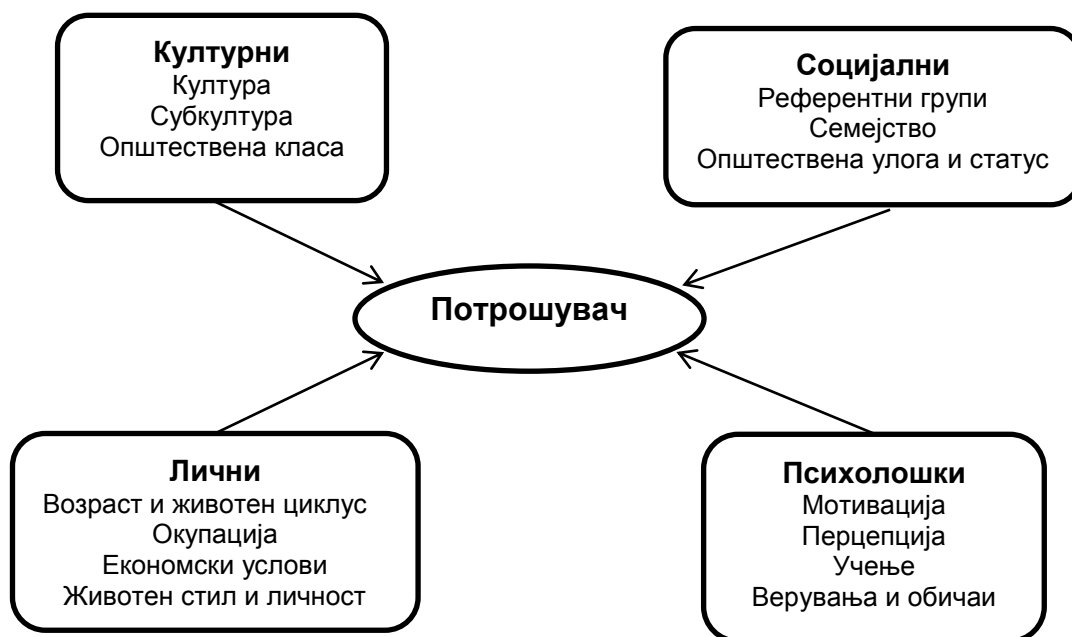 Културни
Култура
Субкултура
Општествена класа
Социјални
Референтни групи
Семејство
Општествена улога и статус
Потрошувач
Лични
Возраст и животен циклус
Окупација
Економски услови
Животен стил и личност
Психолошки
Мотивација
Перцепција
Учење
Верувања и обичаи